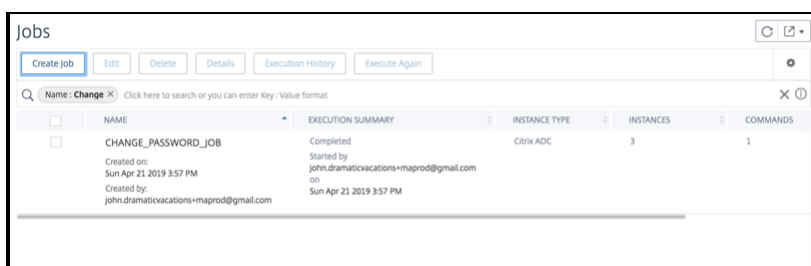 Jobs
Create Job Edit Delete Details Execution History Execute Again
Name : Change × Click here to search or you can enter Key : Value format
NAME EXECUTION SUMMARY INSTANCE TYPE INSTANCES COMMANDS
CHANGE_PASSWORD_JOB Completed Citrix ADC 3 1
Created on: Started by
Sun Apr 21 2019 3:57 PM john.dramaticvacations+maprod@gmail.com
Created by: on
john.dramaticvacations+maprod@gmail.com Sun Apr 21 2019 3:57 PM